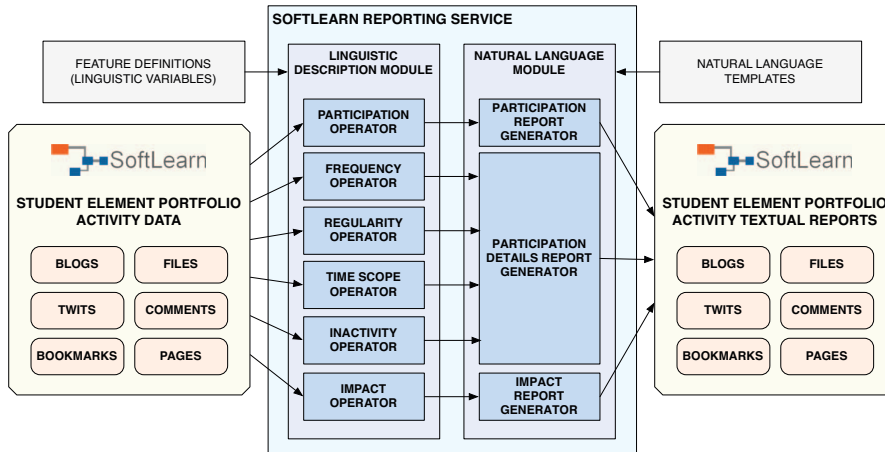 SOFTLEARN REPORTING SERVICE
FEATURE DEFINITIONS
(LINGUISTIC VARIABLES)
LINGUISTIC
DESCRIPTION MODULE
NATURAL LANGUAGE
MODULE
NATURAL LANGUAGE
TEMPLATES
SoftLearn
STUDENT ELEMENT PORTFOLIO
ACTIVITY DATA
BLOGS
FILES
TWITS
COMMENTS
BOOKMARKS
PAGES
PARTICIPATION
OPERATOR
FREQUENCY
OPERATOR
REGULARITY
OPERATOR
TIME SCOPE
OPERATOR
INACTIVITY
OPERATOR
IMPACT
OPERATOR
PARTICIPATION
REPORT
GENERATOR
PARTICIPATION
DETAILS REPORT
GENERATOR
IMPACT
REPORT
GENERATOR
SoftLearn
STUDENT ELEMENT PORTFOLIO
ACTIVITY TEXTUAL REPORTS
BLOGS
FILES
TWITS
COMMENTS
BOOKMARKS
PAGES